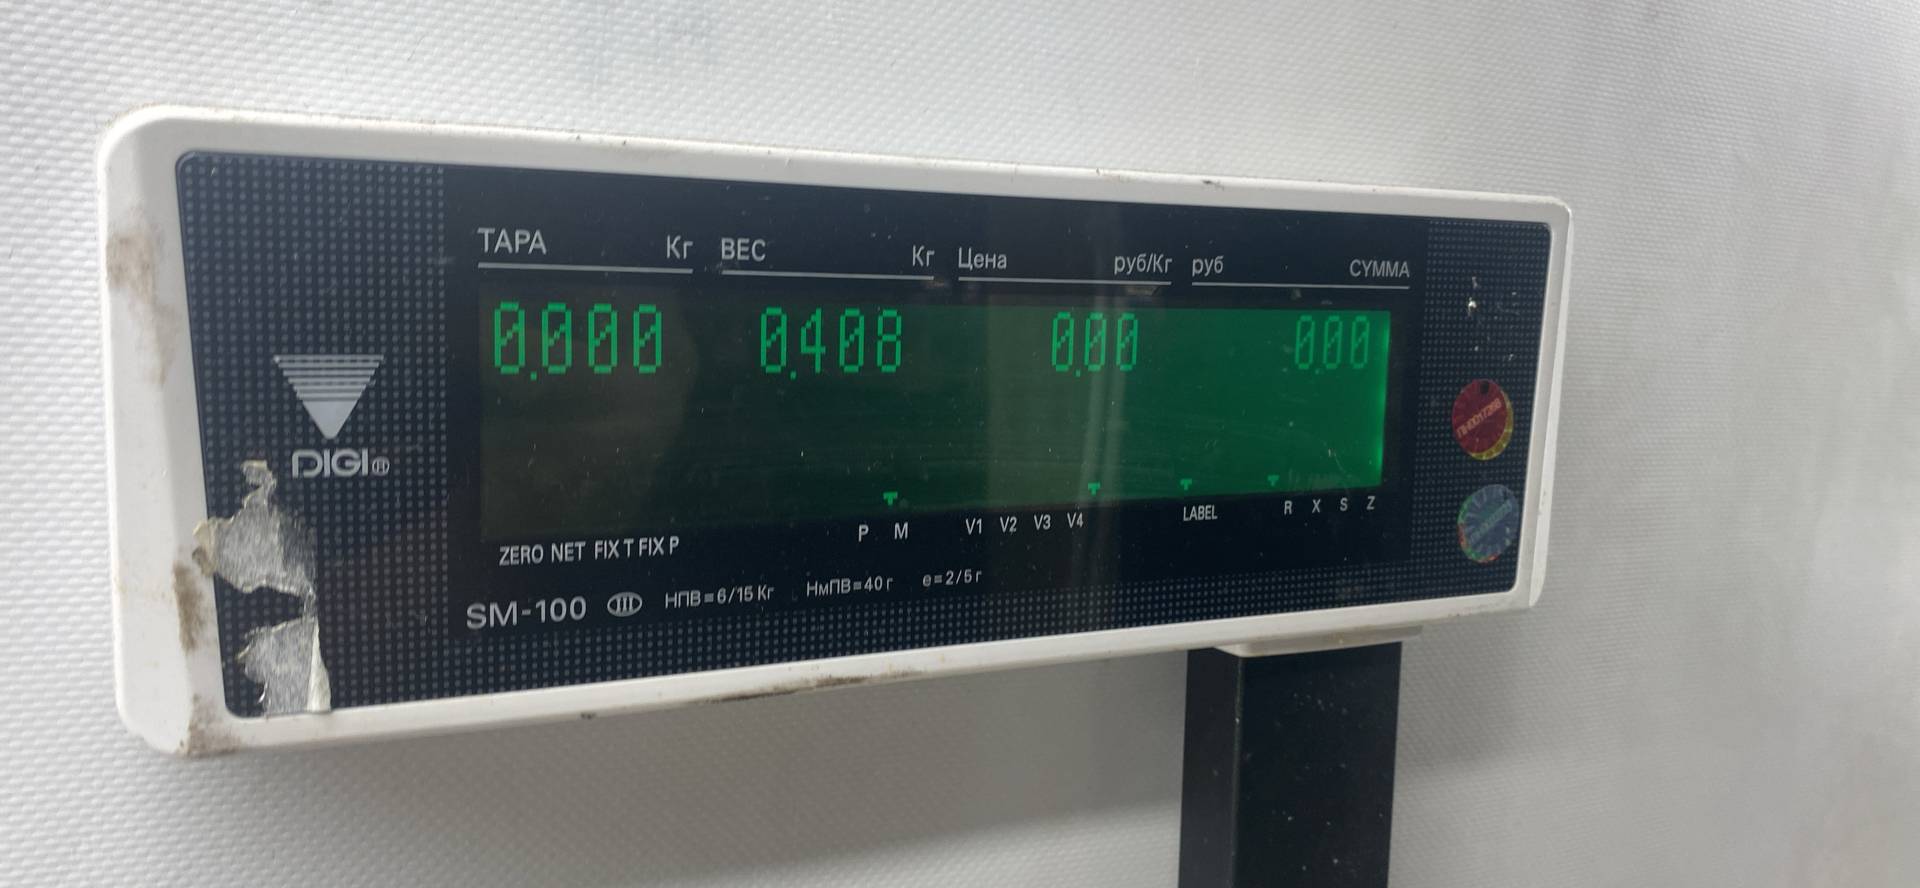 ТАРА Кг ВЕС Кг Цена руб/Кг руб СУММА
0.000 0.408 0.00 0.00
DIGI®
P M V1 V2 V3 V4 LABEL R X S Z
ZERO NET FIX T FIX P
SM-100 III НПВ=6/15 Кг НмПВ=40 г e=2/5 г